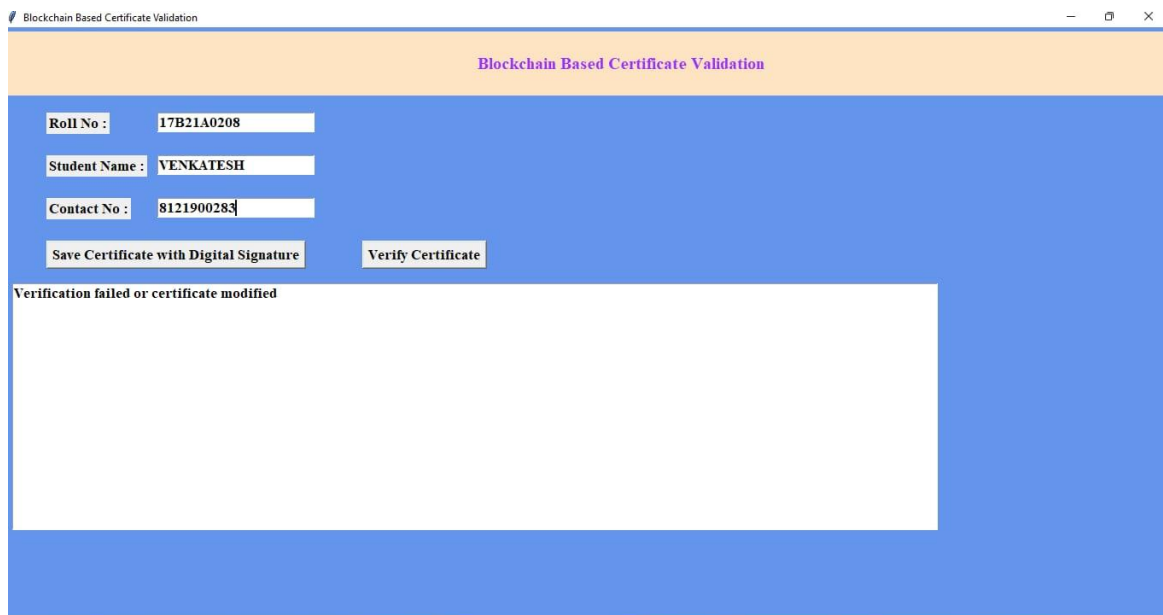 Blockchain Based Certificate Validation
Blockchain Based Certificate Validation
Roll No : 17B21A0208
Student Name : VENKATESH
Contact No : 8121900283
Save Certificate with Digital Signature Verify Certificate
Verification failed or certificate modified